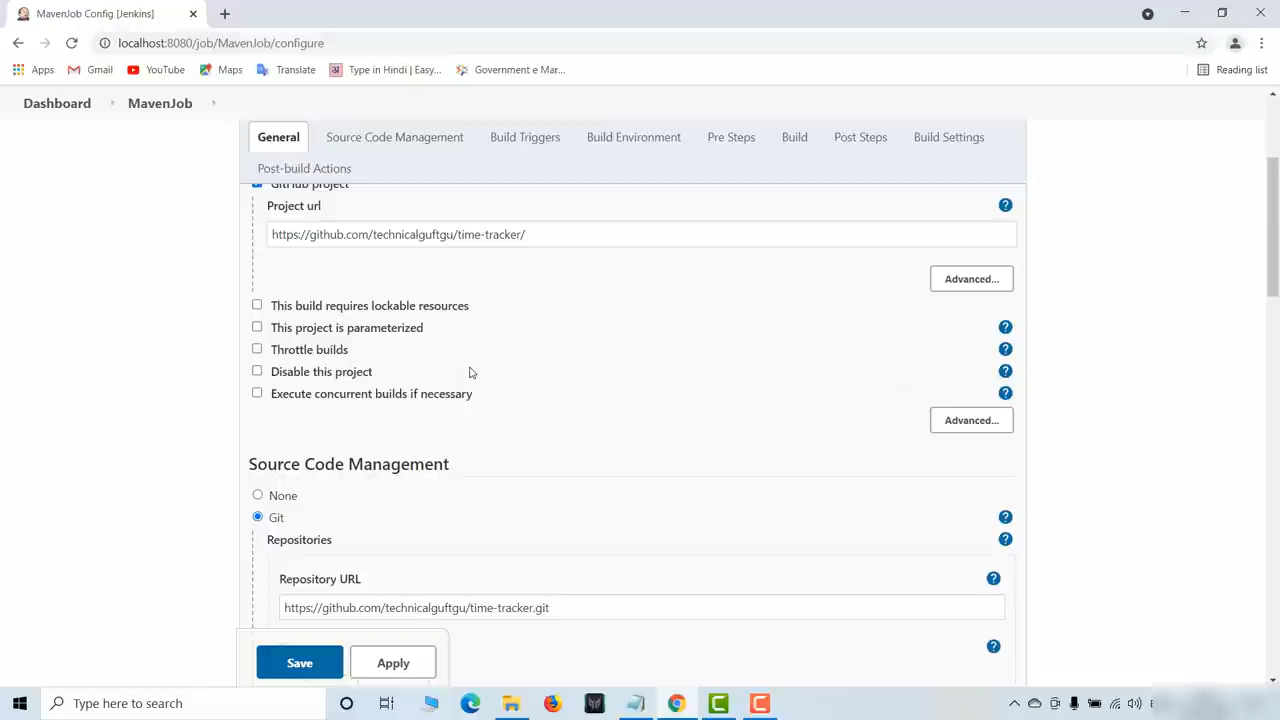 MavenJob Config [Jenkins]
localhost:8080/job/MavenJob/configure
Apps
Gmail
YouTube
Maps
Translate
Type in Hindi | Easy...
Government e Mar...
Reading list
Dashboard
MavenJob
General
Source Code Management
Build Triggers
Build Environment
Pre Steps
Build
Post Steps
Build Settings
Post-build Actions
GitHub project
Project url
https://github.com/technicalguftgu/time-tracker/
Advanced...
This build requires lockable resources
This project is parameterized
Throttle builds
Disable this project
Execute concurrent builds if necessary
Advanced...
Source Code Management
None
Git
Repositories
Repository URL
https://github.com/technicalguftgu/time-tracker.git
Save
Apply
Type here to search